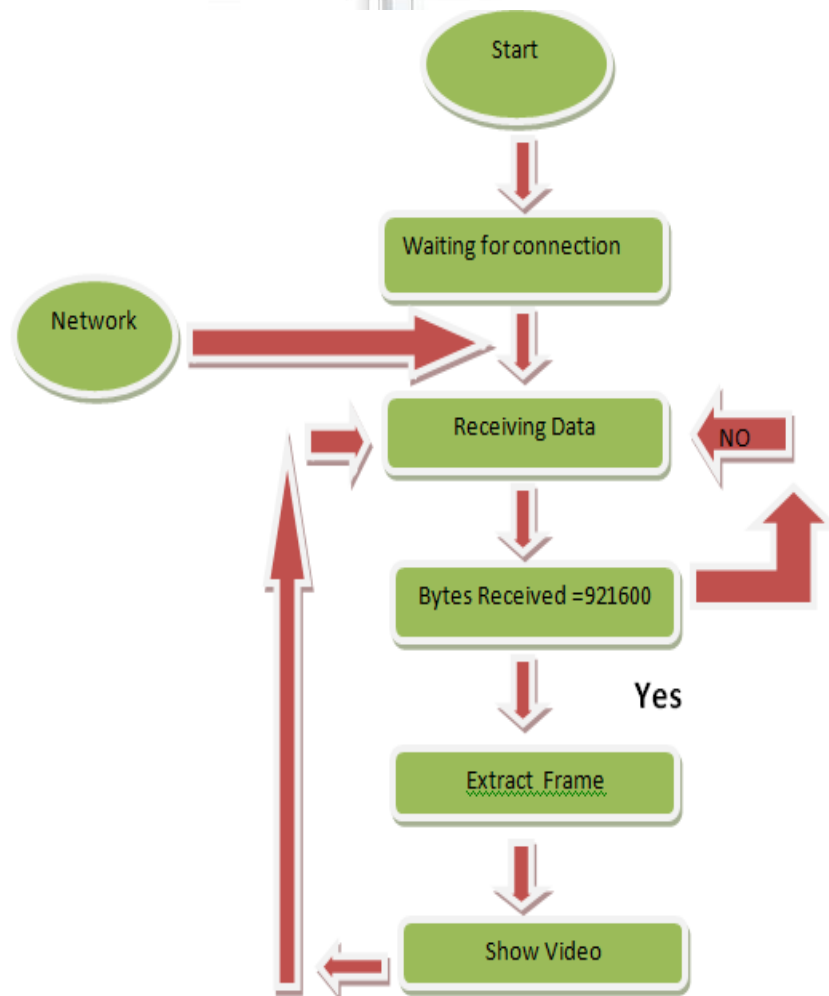 Start
Waiting for connection
Network
Receiving Data
NO
Bytes Received =921600
Yes
Extract Frame
Show Video